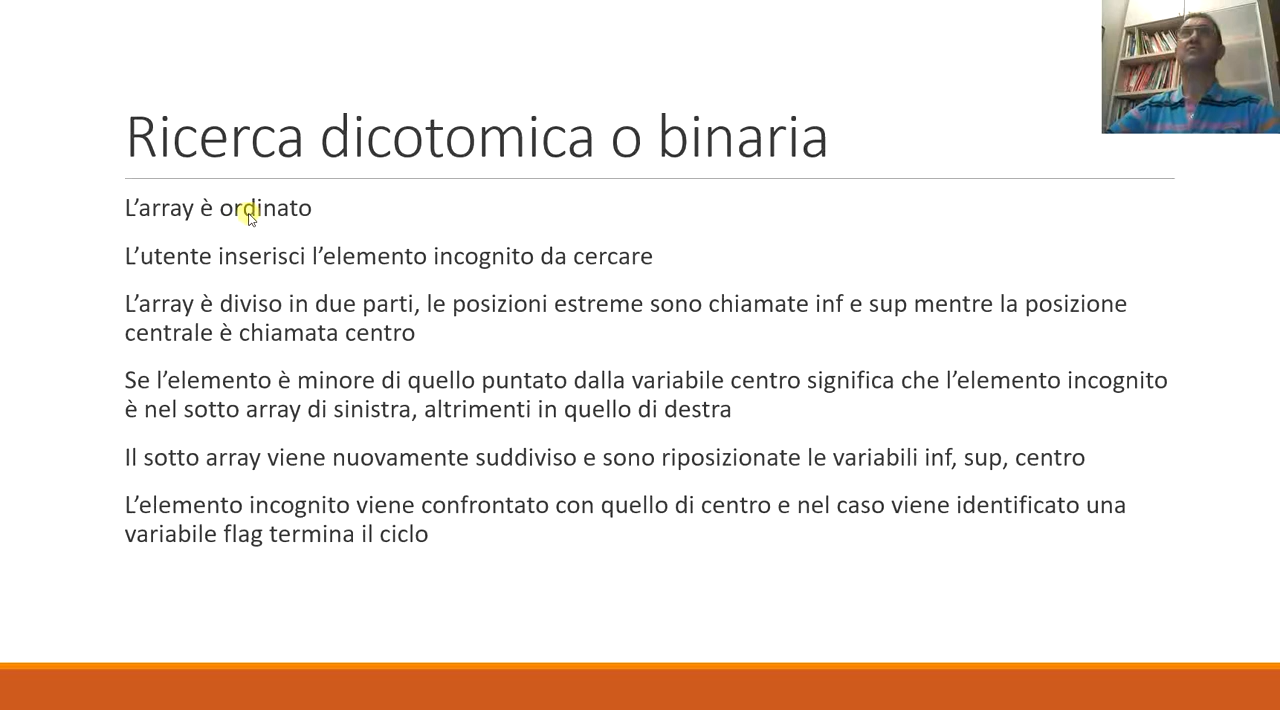 Ricerca dicotomica o binaria
L'array è ordinato
L'utente inserisci l'elemento incognito da cercare
L'array è diviso in due parti, le posizioni estreme sono chiamate inf e sup mentre la posizione
centrale è chiamata centro
Se l'elemento è minore di quello puntato dalla variabile centro significa che l'elemento incognito
è nel sotto array di sinistra, altrimenti in quello di destra
Il sotto array viene nuovamente suddiviso e sono riposizionate le variabili inf, sup, centro
L'elemento incognito viene confrontato con quello di centro e nel caso viene identificato una
variabile flag termina il ciclo